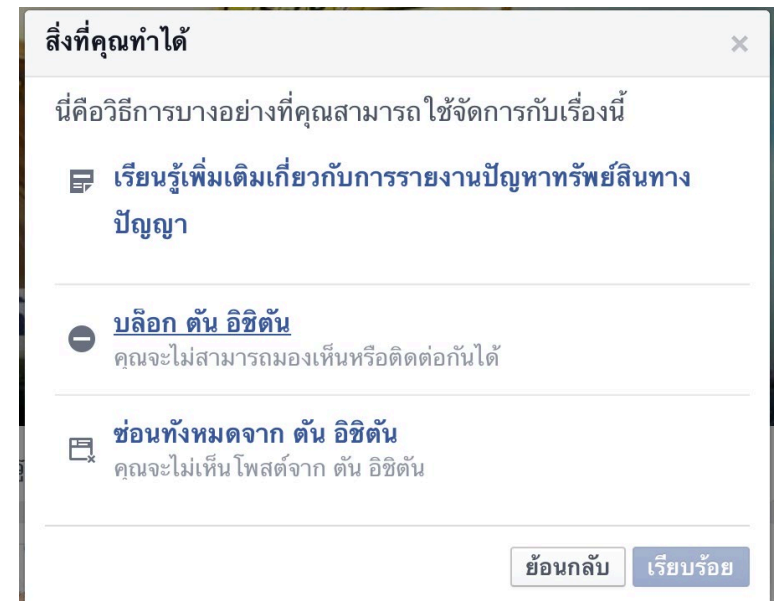 สิ่งที่คุณทำได้
นี่คือวิธีการบางอย่างที่คุณสามารถใช้จัดการกับเรื่องนี้
เรียนรู้เพิ่มเติมเกี่ยวกับการรายงานปัญหาทรัพย์สินทาง
ปัญญา
บล็อก ตัน อิชิตัน
คุณจะไม่สามารถมองเห็นหรือติดต่อกันได้
ซ่อนทั้งหมดจาก ตัน อิชิตัน
คุณจะไม่เห็นโพสต์จาก ตัน อิชิตัน
ย้อนกลับ เรียบร้อย